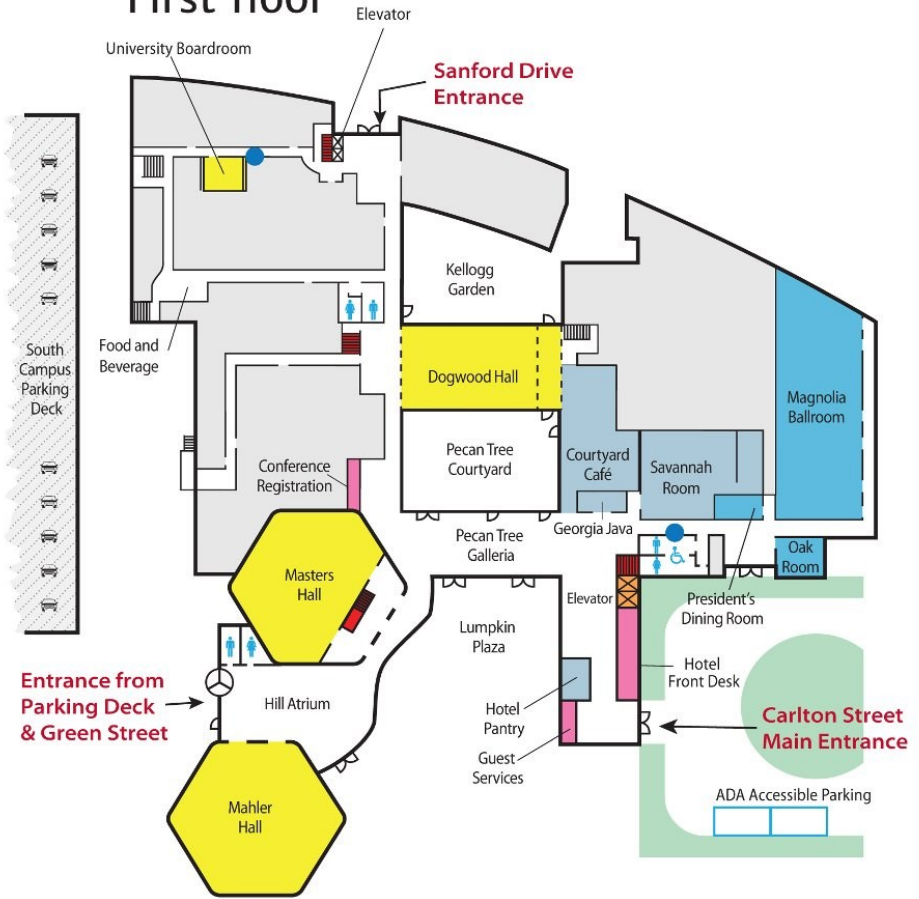 First floor
Elevator
University Boardroom
Sanford Drive
Entrance
Kellogg
Garden
South
Campus
Parking
Deck
Food and
Beverage
Dogwood Hall
Magnolia
Ballroom
Conference
Registration
Pecan Tree
Courtyard
Courtyard
Café
Savannah
Room
Georgia Java
Pecan Tree
Galleria
Oak
Room
Masters
Hall
Elevator
President's
Dining Room
Lumpkin
Plaza
Hotel
Front Desk
Entrance from
Parking Deck
& Green Street
Hill Atrium
Hotel
Pantry
Carlton Street
Main Entrance
Guest
Services
ADA Accessible Parking
Mahler
Hall